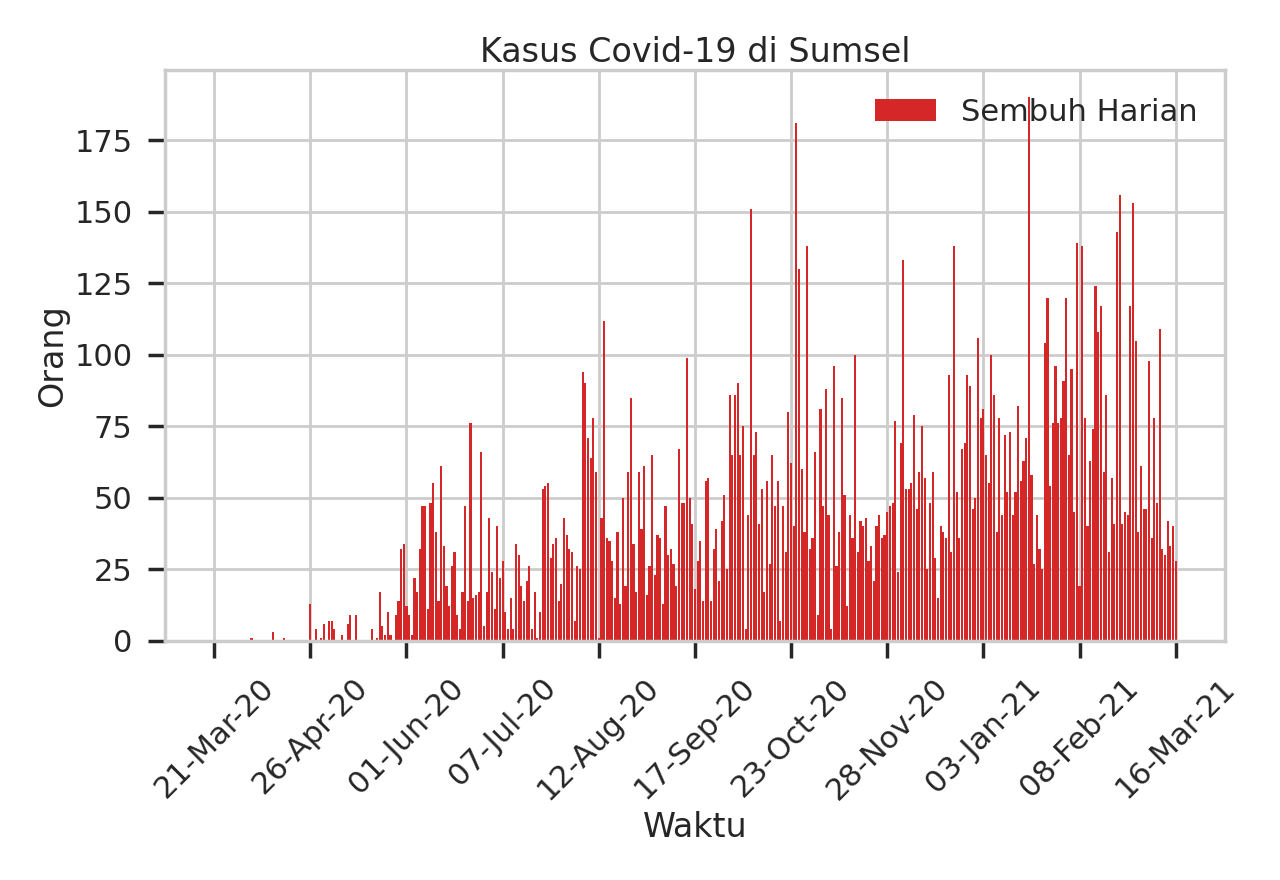 Kasus Covid-19 di Sumsel
Sembuh Harian
175
150
125
100
75
50
25
0
Orang
21-Mar-20
26-Apr-20
01-Jun-20
07-Jul-20
12-Aug-20
17-Sep-20
23-Oct-20
28-Nov-20
03-Jan-21
08-Feb-21
16-Mar-21
Waktu